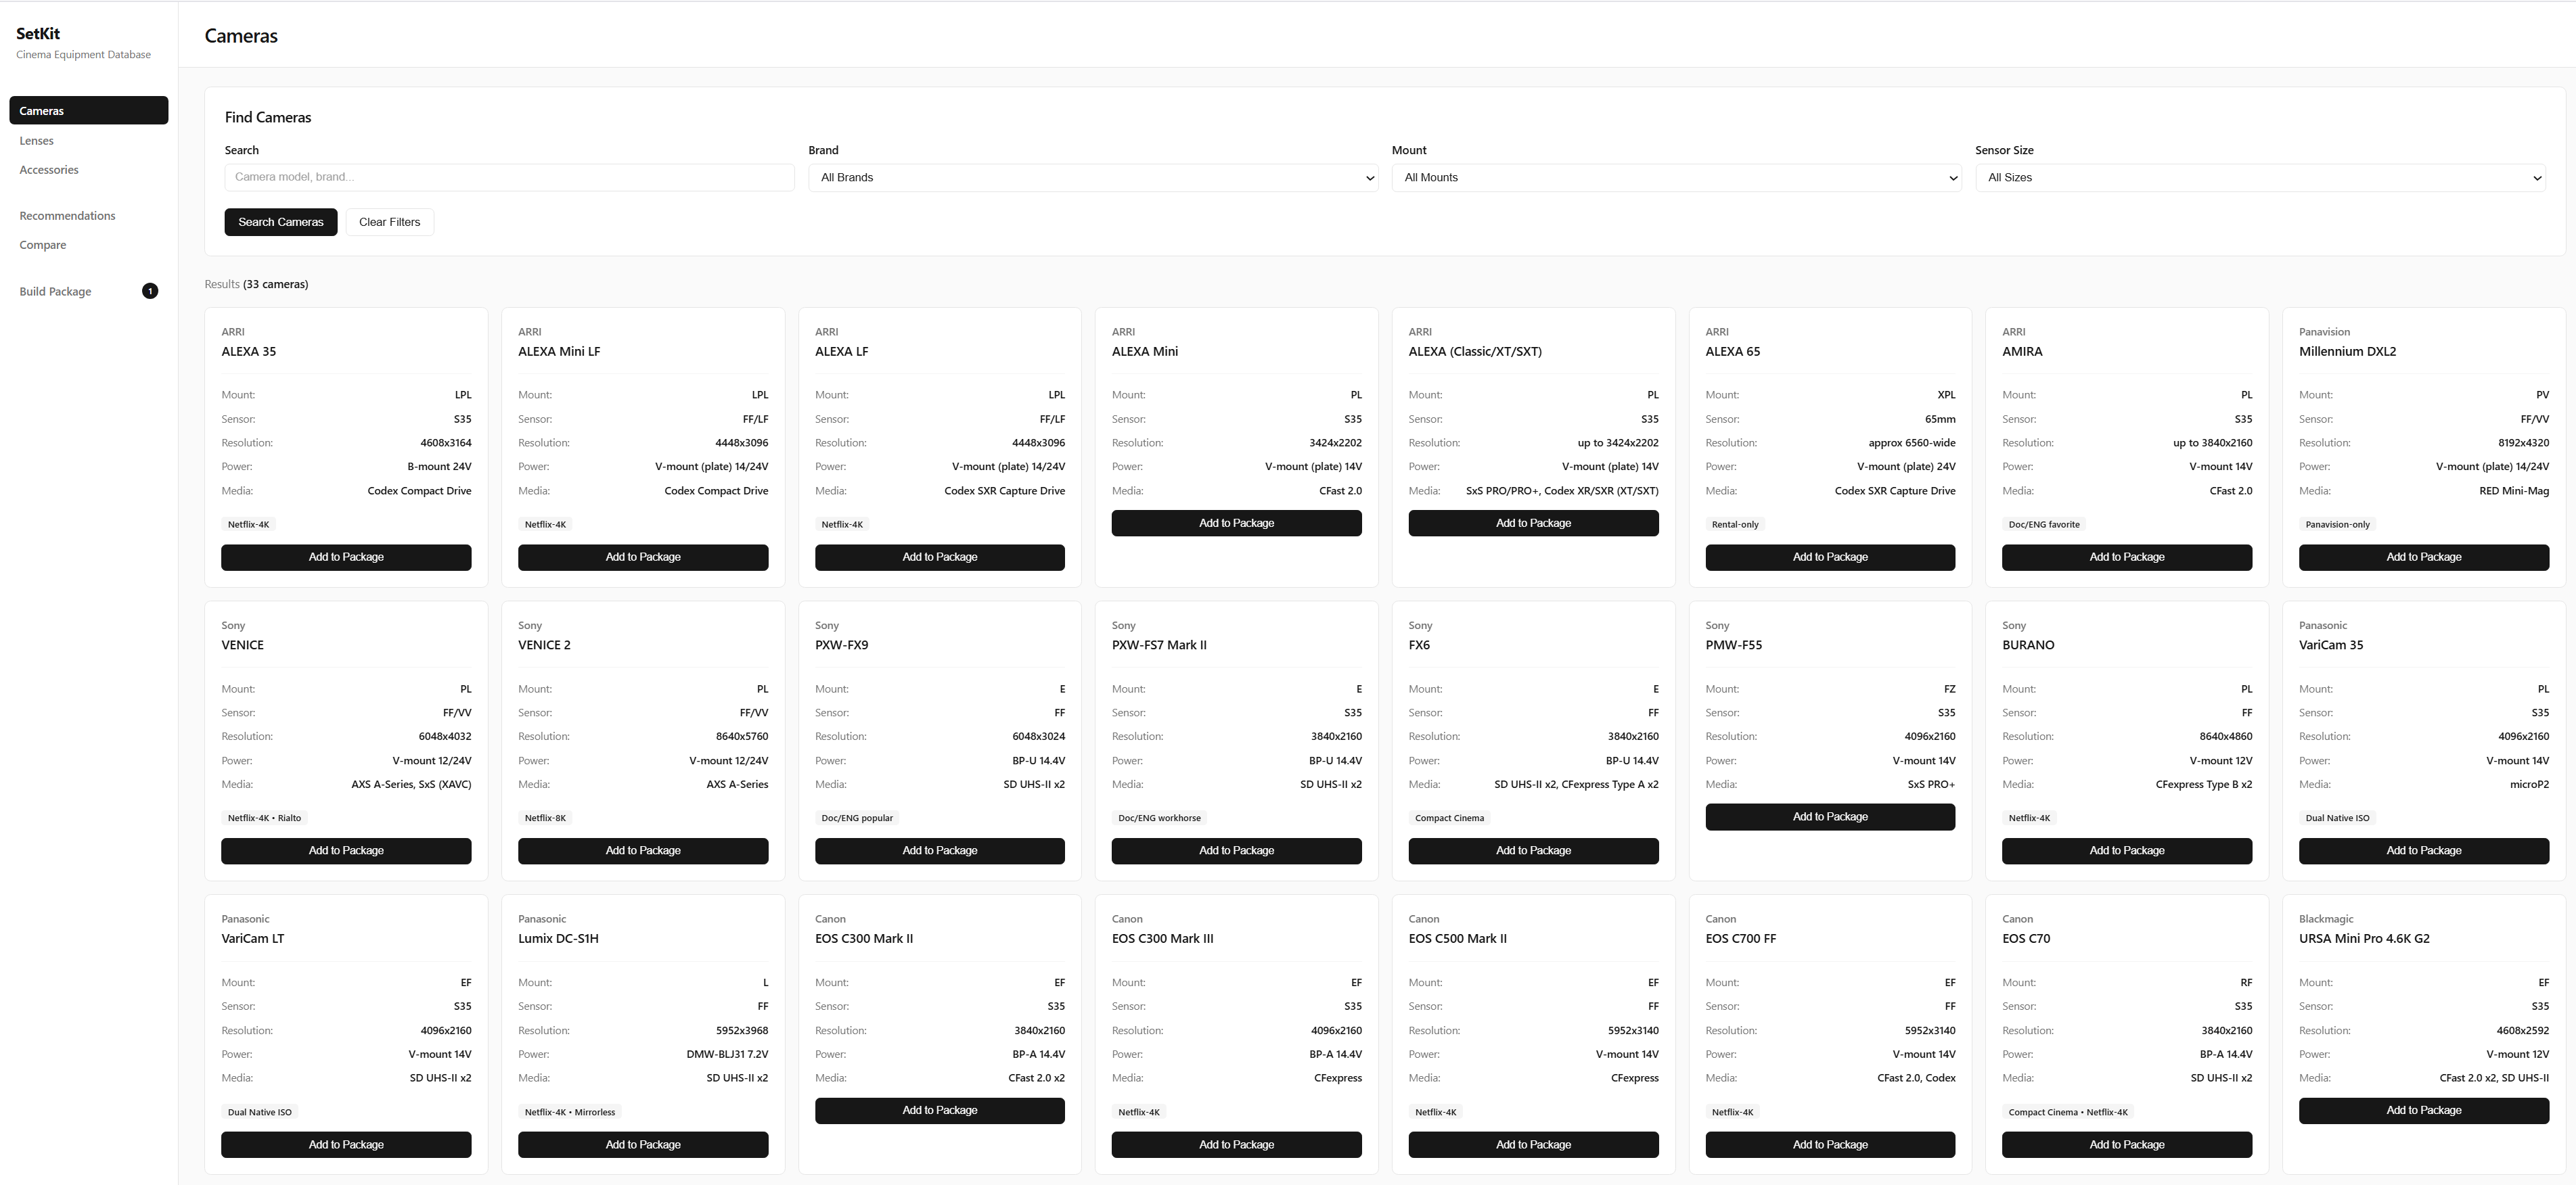 SetKit
Cinema Equipment Database
Cameras
Lenses
Accessories
Recommendations
Compare
Build Package 1
Cameras
Find Cameras
Search Brand Mount Sensor Size
Camera model, brand... All Brands All Mounts All Sizes
Search Cameras Clear Filters
Results (33 cameras)
ARRI
ALEXA 35
Mount: LPL
Sensor: S35
Resolution: 4608x3164
Power: B-mount 24V
Media: Codex Compact Drive
Netflix-4K
Add to Package
ARRI
ALEXA Mini LF
Mount: LPL
Sensor: FF/LF
Resolution: 4448x3096
Power: V-mount (plate) 14/24V
Media: Codex Compact Drive
Netflix-4K
Add to Package
ARRI
ALEXA LF
Mount: LPL
Sensor: FF/LF
Resolution: 4448x3096
Power: V-mount (plate) 14/24V
Media: Codex SXR Capture Drive
Netflix-4K
Add to Package
ARRI
ALEXA Mini
Mount: PL
Sensor: S35
Resolution: 3424x2202
Power: V-mount (plate) 14V
Media: CFast 2.0
Add to Package
ARRI
ALEXA (Classic/XT/SXT)
Mount: PL
Sensor: S35
Resolution: up to 3424x2202
Power: V-mount (plate) 14V
Media: SxS PRO/PRO+, Codex XR/SXR (XT/SXT)
Add to Package
ARRI
ALEXA 65
Mount: XPL
Sensor: 65mm
Resolution: approx 6560-wide
Power: V-mount (plate) 24V
Media: Codex SXR Capture Drive
Rental-only
Add to Package
ARRI
AMIRA
Mount: PL
Sensor: S35
Resolution: up to 3840x2160
Power: V-mount 14V
Media: CFast 2.0
Doc/ENG favorite
Add to Package
Panavision
Millennium DXL2
Mount: PV
Sensor: FF/VV
Resolution: 8192x4320
Power: V-mount (plate) 14/24V
Media: RED Mini-Mag
Panavision-only
Add to Package
Sony
VENICE
Mount: PL
Sensor: FF/VV
Resolution: 6048x4032
Power: V-mount 12/24V
Media: AXS A-Series, SxS (XAVC)
Netflix-4K • Rialto
Add to Package
Sony
VENICE 2
Mount: PL
Sensor: FF/VV
Resolution: 8640x5760
Power: V-mount 12/24V
Media: AXS A-Series
Netflix-8K
Add to Package
Sony
PXW-FX9
Mount: E
Sensor: FF
Resolution: 6048x3024
Power: BP-U 14.4V
Media: SD UHS-II x2
Doc/ENG popular
Add to Package
Sony
PXW-FS7 Mark II
Mount: E
Sensor: S35
Resolution: 3840x2160
Power: BP-U 14.4V
Media: SD UHS-II x2
Doc/ENG workhorse
Add to Package
Sony
FX6
Mount: E
Sensor: FF
Resolution: 3840x2160
Power: BP-U 14.4V
Media: SD UHS-II x2, CFexpress Type A x2
Compact Cinema
Add to Package
Sony
PMW-F55
Mount: FZ
Sensor: S35
Resolution: 4096x2160
Power: V-mount 14V
Media: SxS PRO+
Add to Package
Sony
BURANO
Mount: PL
Sensor: FF
Resolution: 8640x4860
Power: V-mount 12V
Media: CFexpress Type B x2
Netflix-4K
Add to Package
Panasonic
VariCam 35
Mount: PL
Sensor: S35
Resolution: 4096x2160
Power: V-mount 14V
Media: microP2
Dual Native ISO
Add to Package
Panasonic
VariCam LT
Mount: EF
Sensor: S35
Resolution: 4096x2160
Power: V-mount 14V
Media: SD UHS-II x2
Dual Native ISO
Add to Package
Panasonic
Lumix DC-S1H
Mount: L
Sensor: FF
Resolution: 5952x3968
Power: DMW-BLJ31 7.2V
Media: SD UHS-II x2
Netflix-4K • Mirrorless
Add to Package
Canon
EOS C300 Mark II
Mount: EF
Sensor: S35
Resolution: 3840x2160
Power: BP-A 14.4V
Media: CFast 2.0 x2
Add to Package
Canon
EOS C300 Mark III
Mount: EF
Sensor: S35
Resolution: 4096x2160
Power: BP-A 14.4V
Media: CFexpress
Netflix-4K
Add to Package
Canon
EOS C500 Mark II
Mount: EF
Sensor: FF
Resolution: 5952x3140
Power: V-mount 14V
Media: CFexpress
Netflix-4K
Add to Package
Canon
EOS C700 FF
Mount: EF
Sensor: FF
Resolution: 5952x3140
Power: V-mount 14V
Media: CFast 2.0, Codex
Netflix-4K
Add to Package
Canon
EOS C70
Mount: RF
Sensor: S35
Resolution: 3840x2160
Power: BP-A 14.4V
Media: SD UHS-II x2
Compact Cinema • Netflix-4K
Add to Package
Blackmagic
URSA Mini Pro 4.6K G2
Mount: EF
Sensor: S35
Resolution: 4608x2592
Power: V-mount 12V
Media: CFast 2.0 x2, SD UHS-II
Add to Package